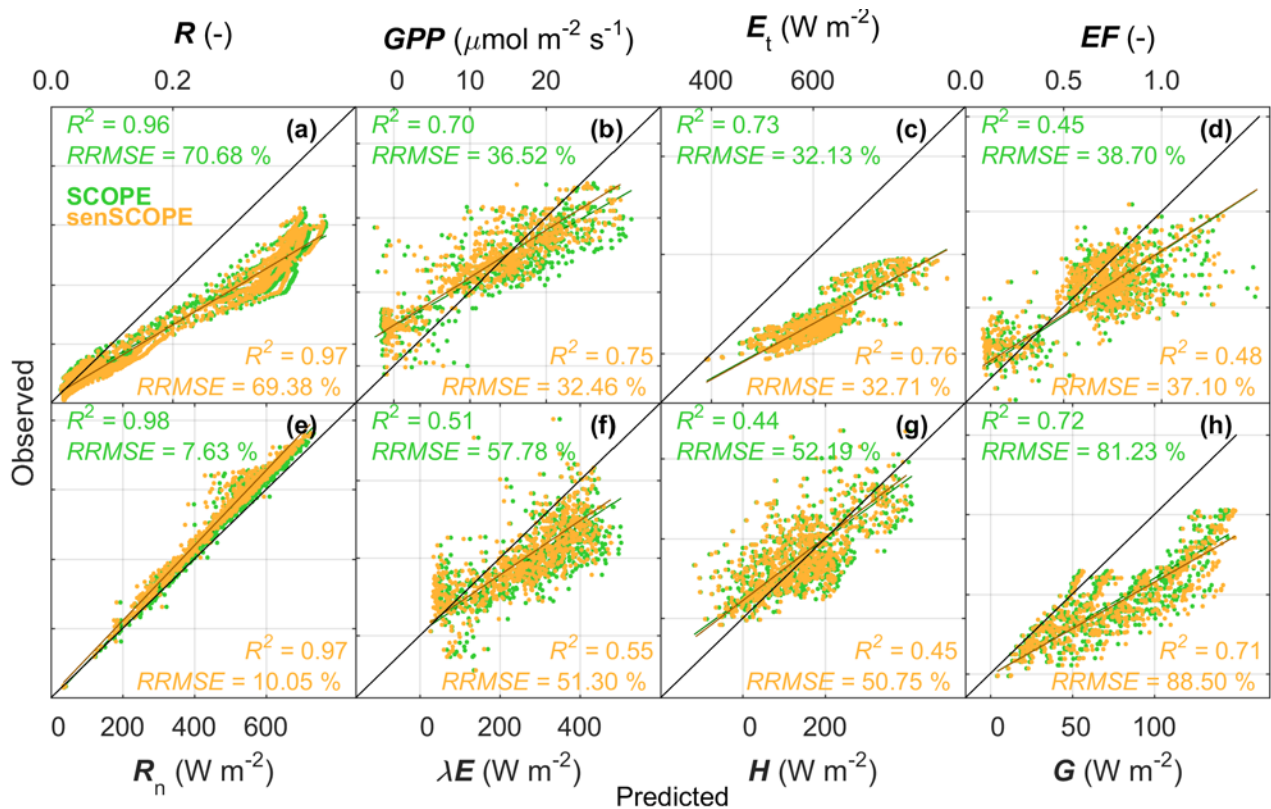 R (-)
GPP (μmol m⁻² s⁻¹)
Eₜ (W m⁻²)
EF (-)
0.0 0.2
0 10 20
400 600
0.0 0.5 1.0
R² = 0.96
RRMSE = 70.68 %
(a)
SCOPE
senSCOPE
R² = 0.97
RRMSE = 69.38 %
R² = 0.70
RRMSE = 36.52 %
(b)
R² = 0.75
RRMSE = 32.46 %
R² = 0.73
RRMSE = 32.13 %
(c)
R² = 0.76
RRMSE = 32.71 %
R² = 0.45
RRMSE = 38.70 %
(d)
R² = 0.48
RRMSE = 37.10 %
Observed
R² = 0.98
RRMSE = 7.63 %
(e)
R² = 0.97
RRMSE = 10.05 %
R² = 0.51
RRMSE = 57.78 %
(f)
R² = 0.55
RRMSE = 51.30 %
R² = 0.44
RRMSE = 52.19 %
(g)
R² = 0.45
RRMSE = 50.75 %
R² = 0.72
RRMSE = 81.23 %
(h)
R² = 0.71
RRMSE = 88.50 %
0 200 400 600
0 200 400
0 200
0 50 100
Rₙ (W m⁻²)
λE (W m⁻²)
H (W m⁻²)
G (W m⁻²)
Predicted